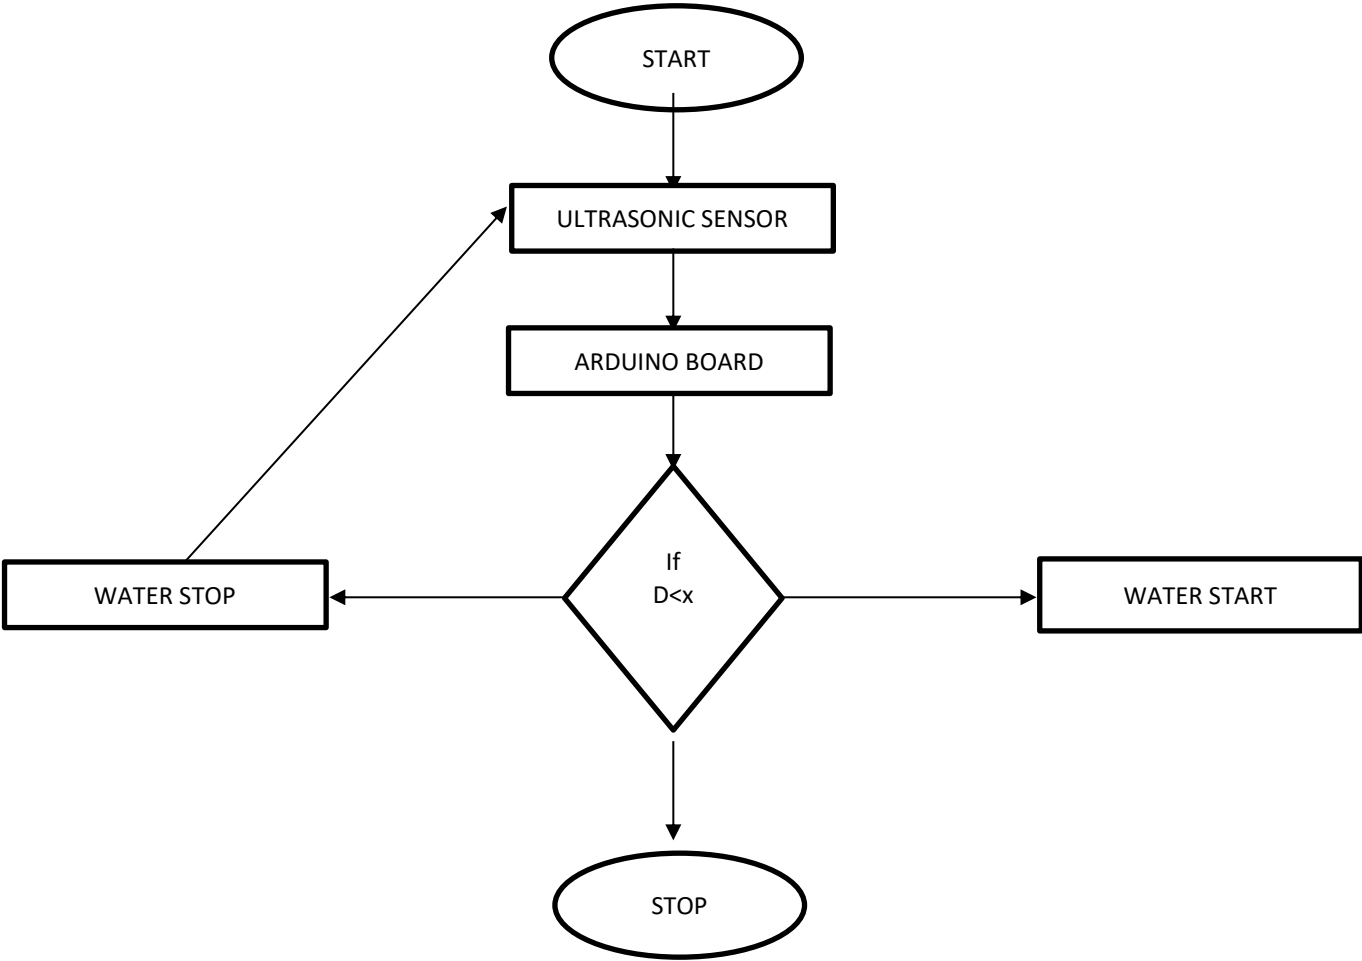 START
ULTRASONIC SENSOR
ARDUINO BOARD
If
D<x
WATER STOP
WATER START
STOP